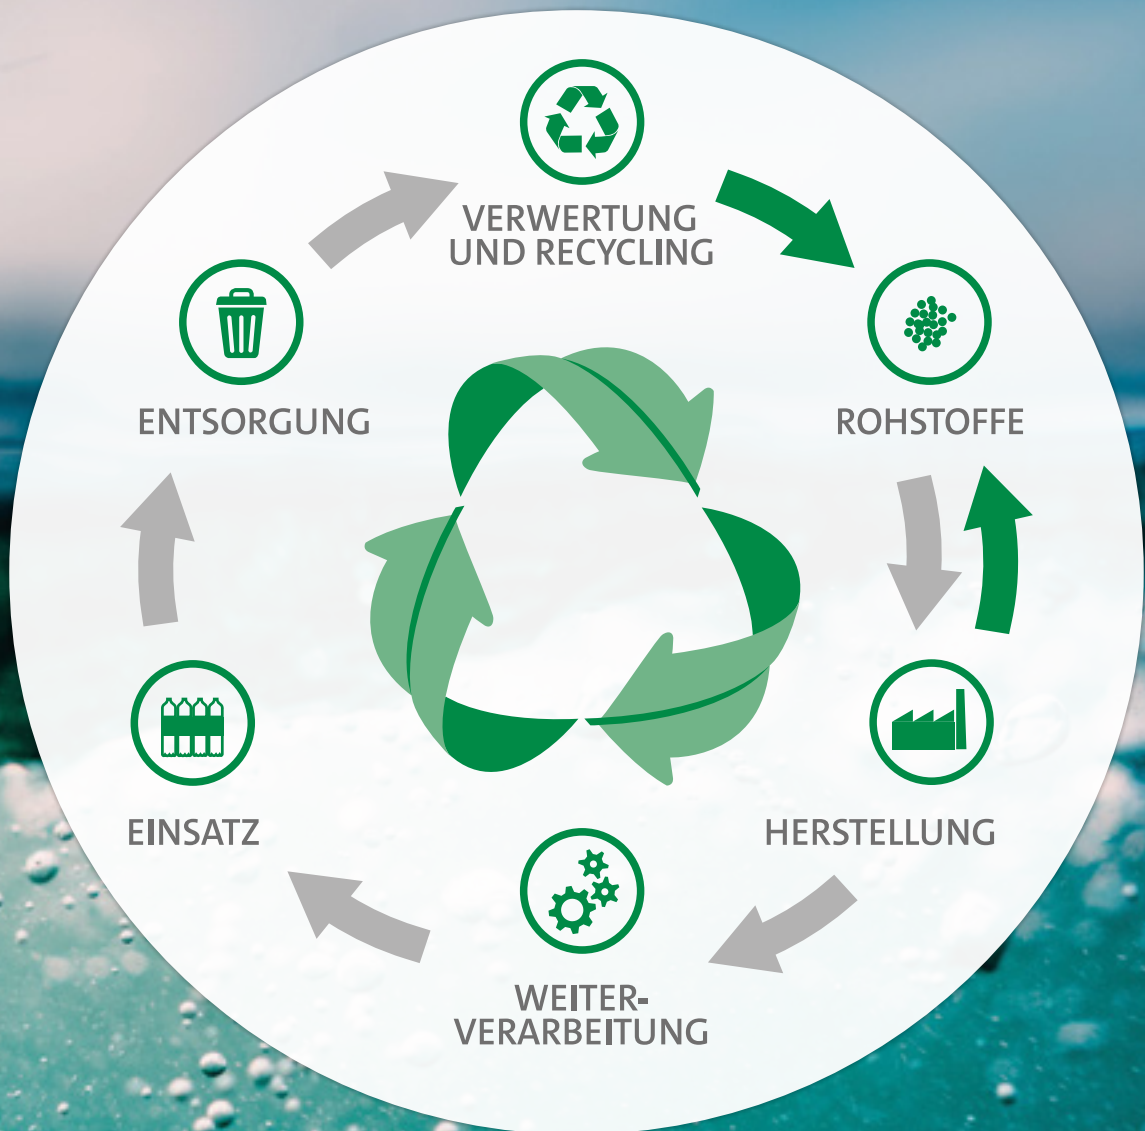 VERWERTUNG
UND RECYCLING
ROHSTOFFE
HERSTELLUNG
WEITER-
VERARBEITUNG
EINSATZ
ENTSORGUNG